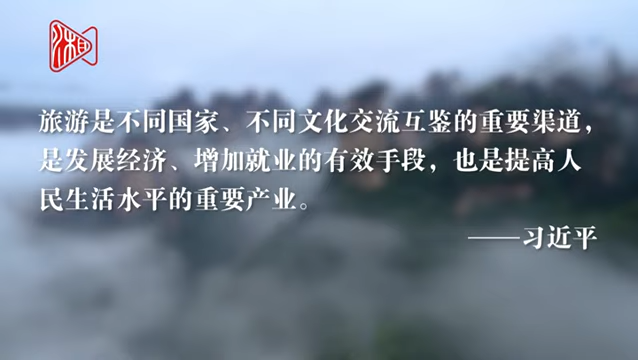 旅游是不同国家、不同文化交流互鉴的重要渠道，
是发展经济、增加就业的有效手段，也是提高人
民生活水平的重要产业。
——习近平